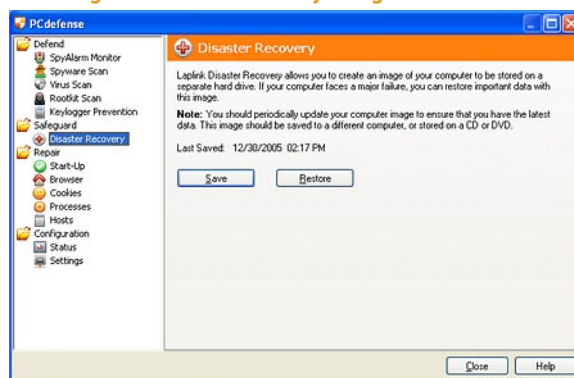 PCdefense
Defend
SpyAlarm Monitor
Spyware Scan
Virus Scan
Rootkit Scan
Keylogger Prevention
Safeguard
Disaster Recovery
Repair
Start-Up
Browser
Cookies
Processes
Hosts
Configuration
Status
Settings
Disaster Recovery
Laplink Disaster Recovery allows you to create an image of your computer to be stored on a
separate hard drive. If your computer faces a major failure, you can restore important data with
this image.
Note: You should periodically update your computer image to ensure that you have the latest
data. This image should be saved to a different computer, or stored on a CD or DVD.
Last Saved: 12/30/2005 02:17 PM
Save
Restore
Close
Help